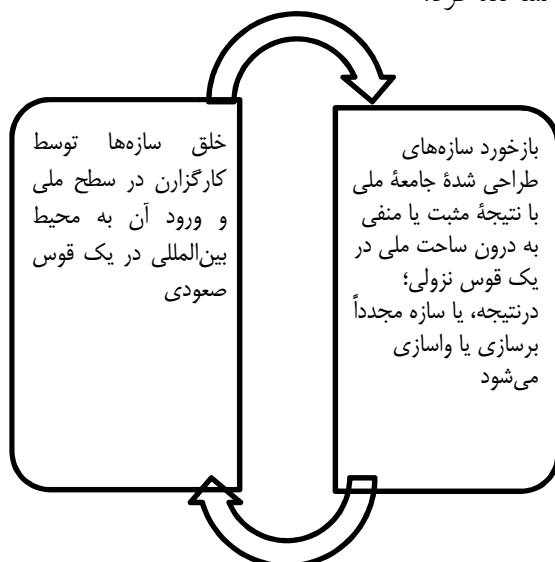 بازخورد سازه‌های
طراحی شدهٔ جامعهٔ ملی
با نتیجهٔ مثبت یا منفی
به درون ساحت ملی در
یک قوس نزولی؛
درنتیجه، یا سازه مجدداً
برسازی یا واسازی
می‌شود
خلق سازه‌ها توسط
کارگزارن در سطح ملی
و ورود آن به محیط
بین‌المللی در یک قوس
صعودی